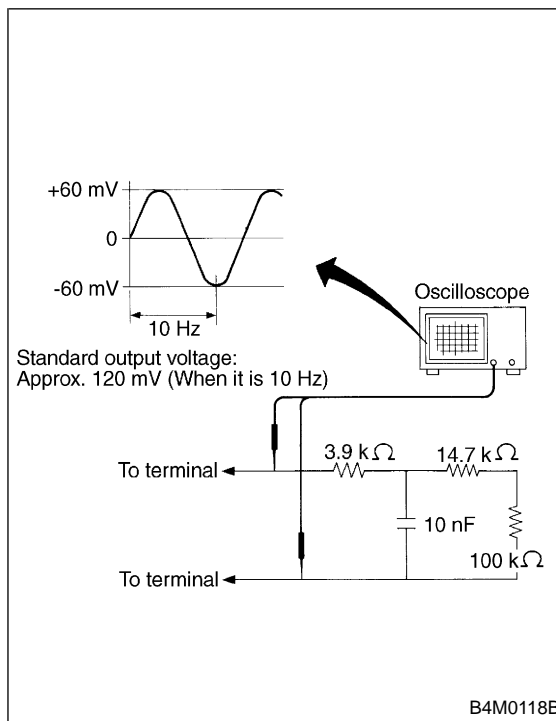 +60 mV
0
-60 mV
10 Hz
Oscilloscope
Standard output voltage:
Approx. 120 mV (When it is 10 Hz)
3.9 kΩ
14.7 kΩ
To terminal
10 nF
100 kΩ
To terminal
B4M0118B